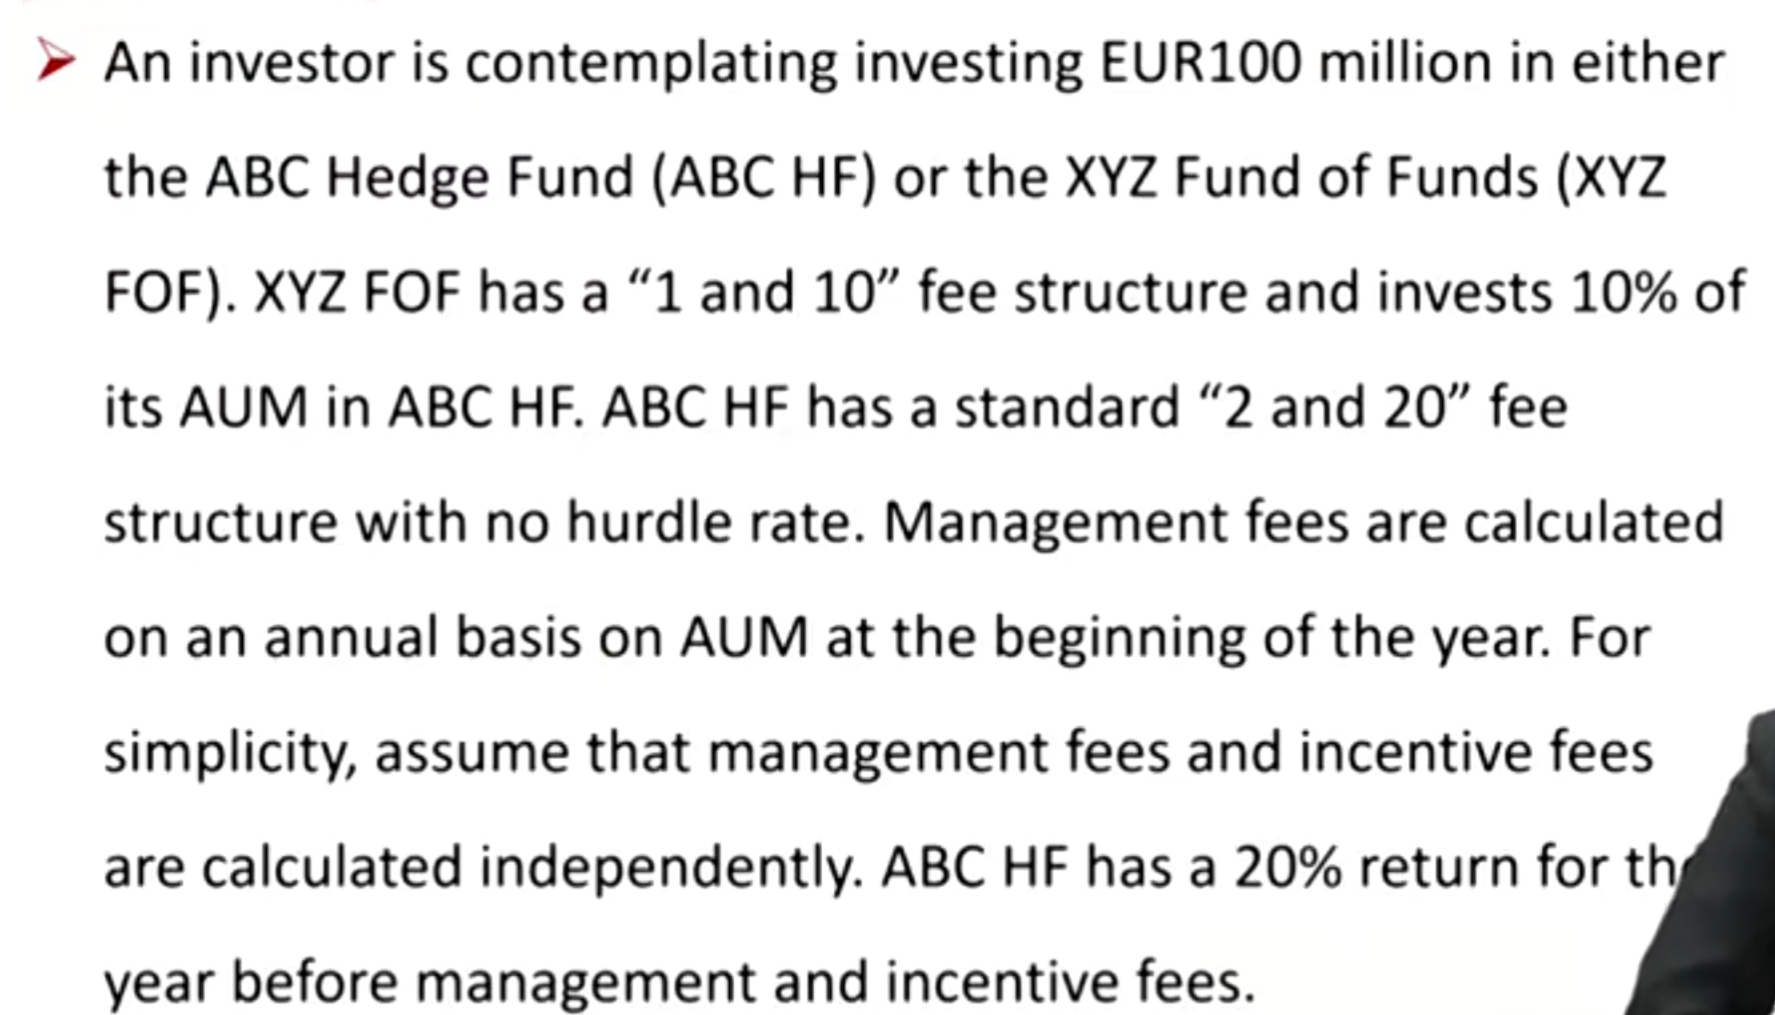 An investor is contemplating investing EUR100 million in either
the ABC Hedge Fund (ABC HF) or the XYZ Fund of Funds (XYZ
FOF). XYZ FOF has a “1 and 10” fee structure and invests 10% of
its AUM in ABC HF. ABC HF has a standard “2 and 20” fee
structure with no hurdle rate. Management fees are calculated
on an annual basis on AUM at the beginning of the year. For
simplicity, assume that management fees and incentive fees
are calculated independently. ABC HF has a 20% return for
year before management and incentive fees.